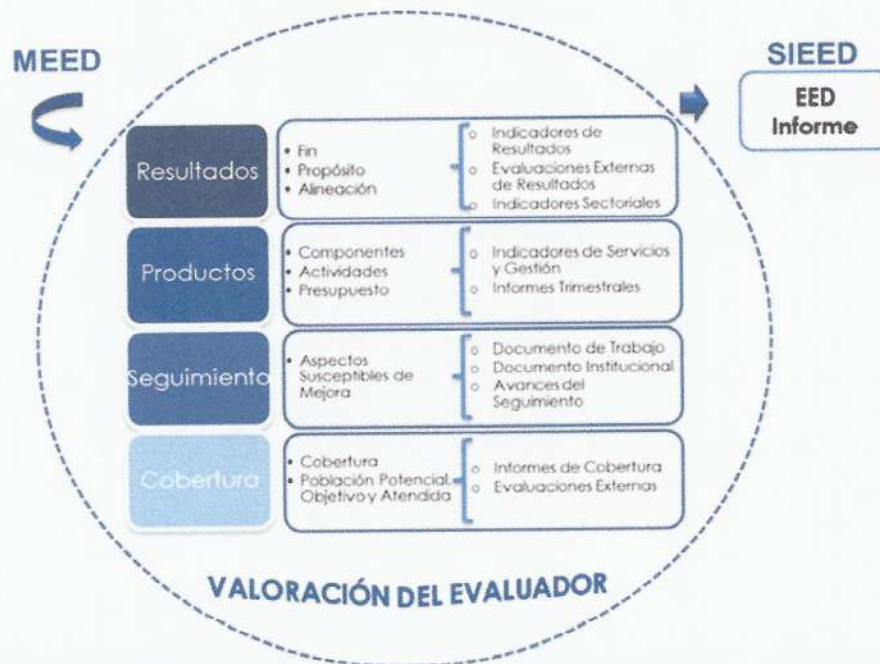 MEED
SIEED
EED
Informe
Resultados
• Fin
• Propósito
• Alineación
○ Indicadores de
Resultados
○ Evaluaciones Externas
de Resultados
○ Indicadores Sectoriales
Productos
• Componentes
• Actividades
• Presupuesto
○ Indicadores de Servicios
y Gestión
○ Informes Trimestrales
Seguimiento
• Aspectos
Susceptibles de
Mejora
○ Documento de Trabajo
○ Documento Institucional
○ Avances del
Seguimiento
Cobertura
• Cobertura
• Población Potencial,
Objetivo y Atendida
○ Informes de Cobertura
○ Evaluaciones Externas
VALORACIÓN DEL EVALUADOR